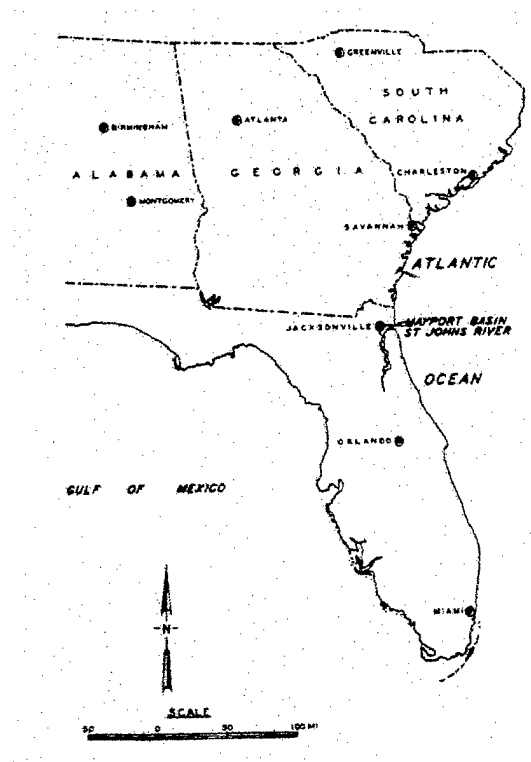 GREENVILLE
SOUTH
CAROLINA
BIRMINGHAM
ATLANTA
ALABAMA
GEORGIA
CHARLESTON
MONTGOMERY
SAVANNAH
ATLANTIC
JACKSONVILLE
MAYPORT BASIN
ST JOHNS RIVER
OCEAN
ORLANDO
GULF OF MEXICO
MIAMI
N
SCALE
50 0 50 100 MI